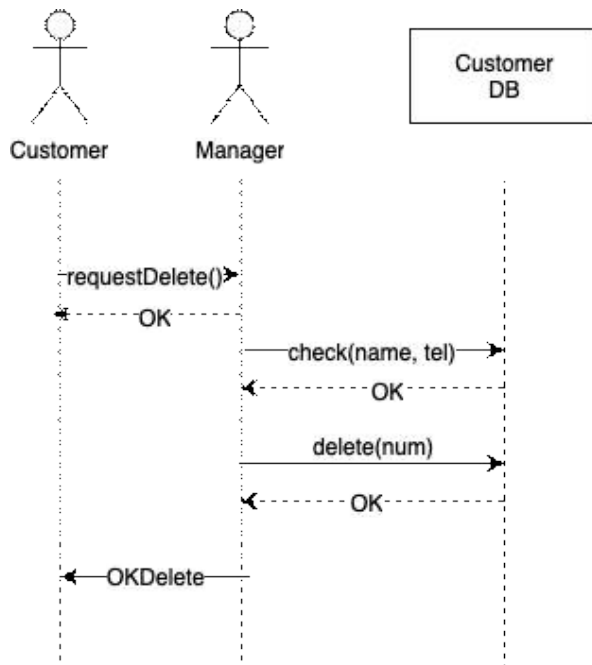 Customer
DB
Customer
Manager
requestDelete()
OK
check(name, tel)
OK
delete(num)
OK
OKDelete